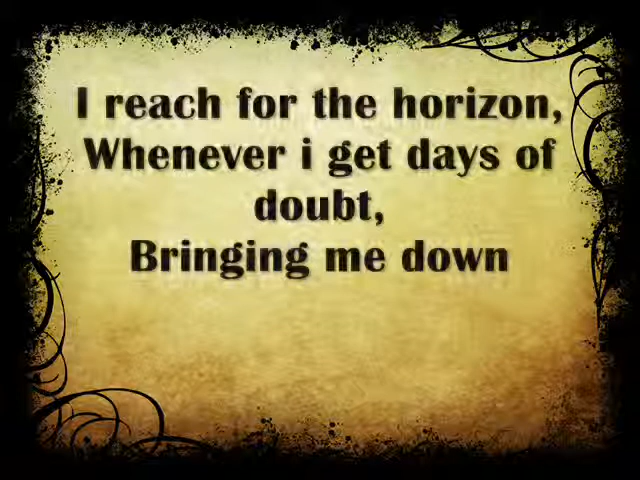 I reach for the horizon,
Whenever i get days of
doubt,
Bringing me down